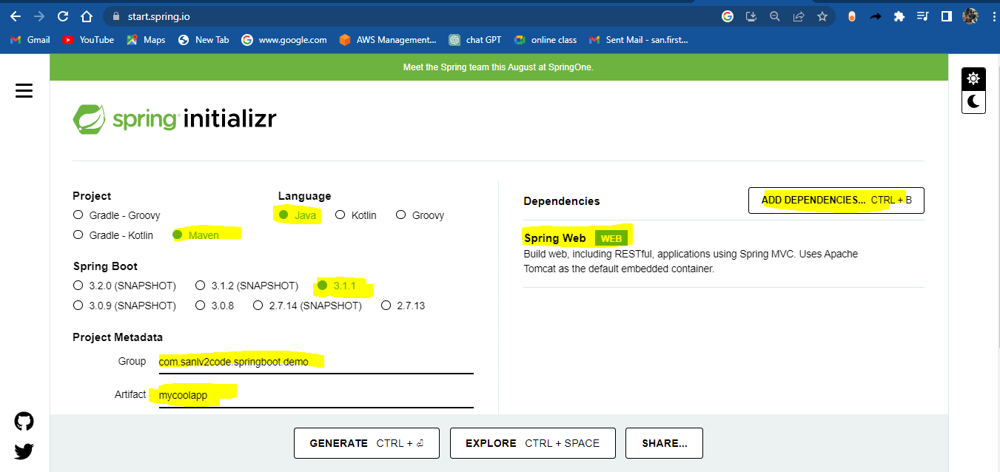 start.spring.io
Gmail YouTube Maps New Tab www.google.com AWS Management... chat GPT online class Sent Mail - san.first...
Meet the Spring team this August at SpringOne.
spring initializr
Project
Gradle - Groovy
Gradle - Kotlin Maven
Language
Java Kotlin Groovy
Spring Boot
3.2.0 (SNAPSHOT) 3.1.2 (SNAPSHOT) 3.1.1
3.0.9 (SNAPSHOT) 3.0.8 2.7.14 (SNAPSHOT) 2.7.13
Project Metadata
Group com.sanlv2code.springboot.demo
Artifact mycoolapp
Dependencies
ADD DEPENDENCIES... CTRL + B
Spring Web WEB
Build web, including RESTful, applications using Spring MVC. Uses Apache
Tomcat as the default embedded container.
GENERATE CTRL + ⏎
EXPLORE CTRL + SPACE
SHARE...